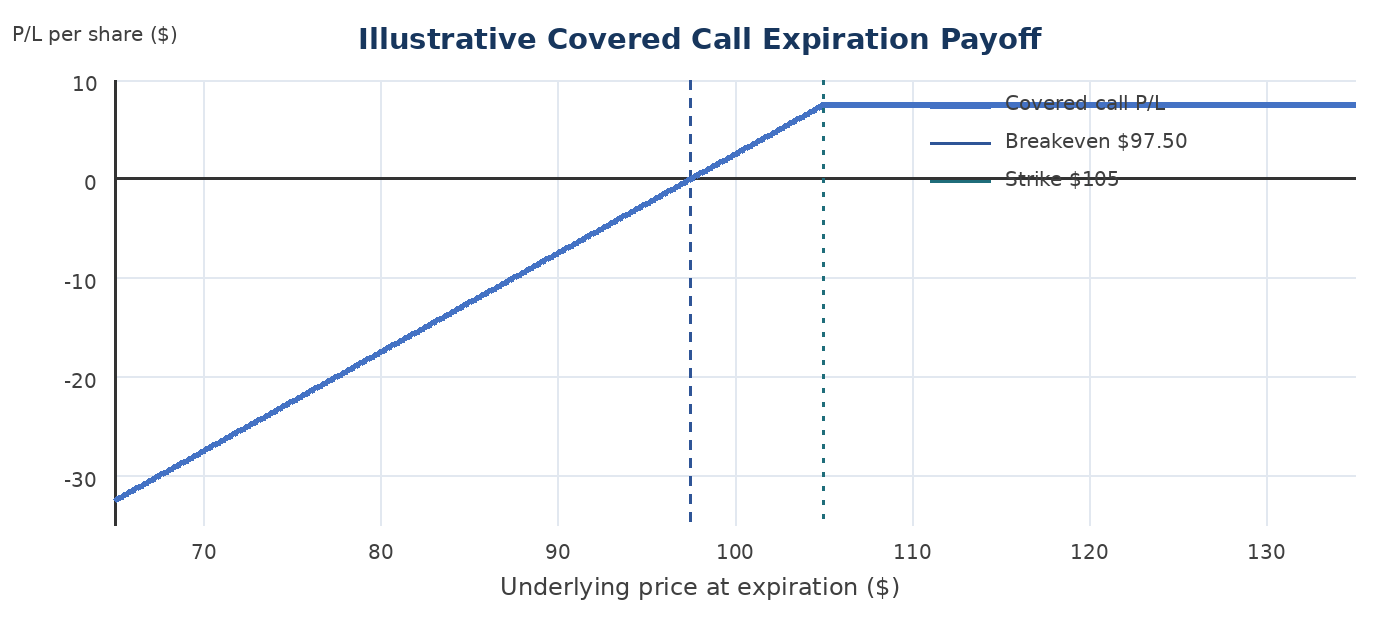 P/L per share ($)
Illustrative Covered Call Expiration Payoff
10
0
-10
-20
-30
Covered call P/L
Breakeven $97.50
Strike $105
70 80 90 100 110 120 130
Underlying price at expiration ($)